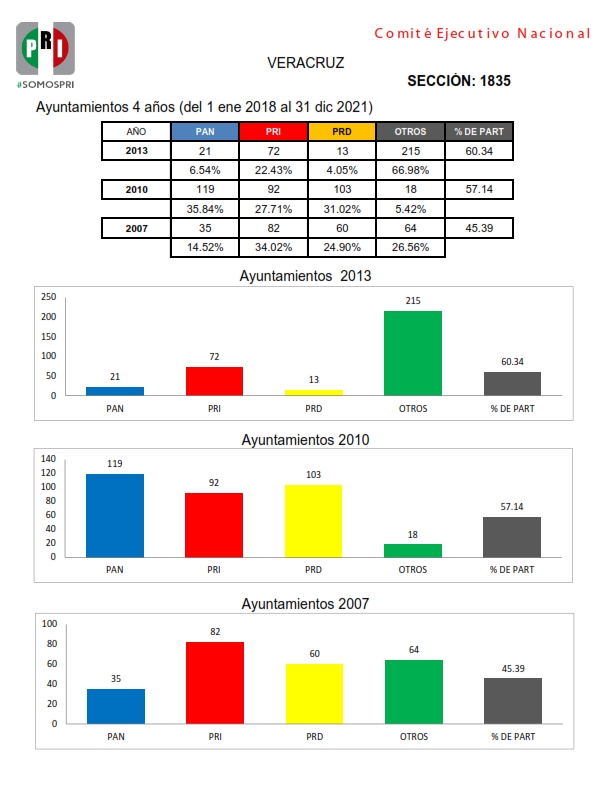 Comité Ejecutivo Nacional
PRI
#SOMOSPRI
VERACRUZ
SECCIÓN: 1835
Ayuntamientos 4 años (del 1 ene 2018 al 31 dic 2021)
AÑO PAN PRI PRD OTROS % DE PART
2013 21 72 13 215 60.34
6.54% 22.43% 4.05% 66.98%
2010 119 92 103 18 57.14
35.84% 27.71% 31.02% 5.42%
2007 35 82 60 64 45.39
14.52% 34.02% 24.90% 26.56%
Ayuntamientos 2013
250
200
150
100
50
0
21 72 13 215 60.34
PAN PRI PRD OTROS % DE PART
Ayuntamientos 2010
140
120
100
80
60
40
20
0
119 92 103 18 57.14
PAN PRI PRD OTROS % DE PART
Ayuntamientos 2007
100
80
60
40
20
0
35 82 60 64 45.39
PAN PRI PRD OTROS % DE PART